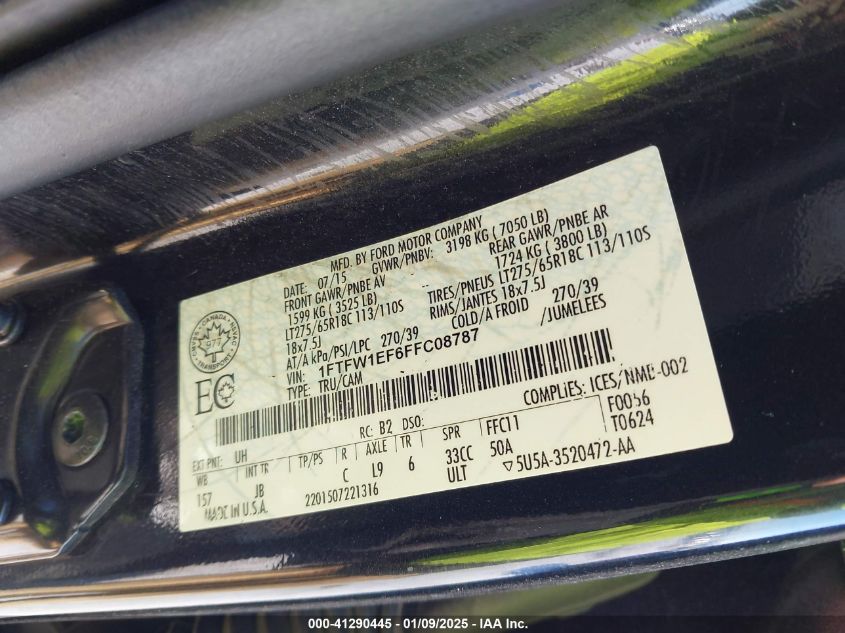 MFD. BY FORD MOTOR COMPANY
DATE: 07/15 GVWR/PNBV: 3198 KG ( 7050 LB)
FRONT GAWR/PNBE AV REAR GAWR/PNBE AR
1599 KG ( 3525 LB) 1724 KG ( 3800 LB)
LT275/65R18C 113/110S TIRES/PNEUS LT275/65R18C 113/110S
18x7.5J RIMS/JANTES 18x7.5J
AT/A kPa/PSI/LPC 270/39 COLD/A FROID 270/39
VIN: 1FTFW1EF6FFC08787 /JUMELEES
TYPE: TRU/CAM
CANADA
977
TRANSPORT
EC
COMPLIES: ICES/NMB-002
RC: B2 DSO: F0056
EXT PNT: UH FFC11 T0624
WB INT TR TP/PS R AXLE TR SPR 50A
157 JB C L9 6 33CC
ULT 5U5A-3520472-AA
MADE IN U.S.A. 2201507221316
000-41290445 - 01/09/2025 - IAA Inc.